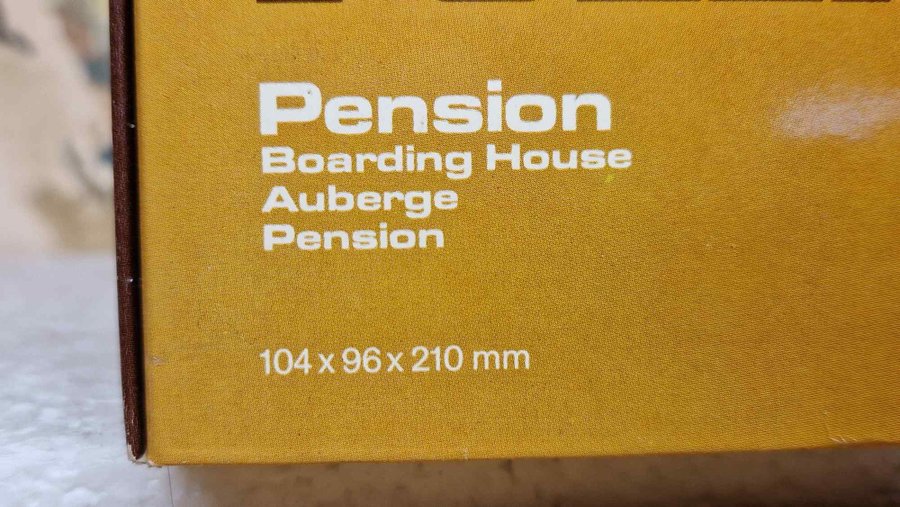 Pension
Boarding House
Auberge
Pension
104 x 96 x 210 mm